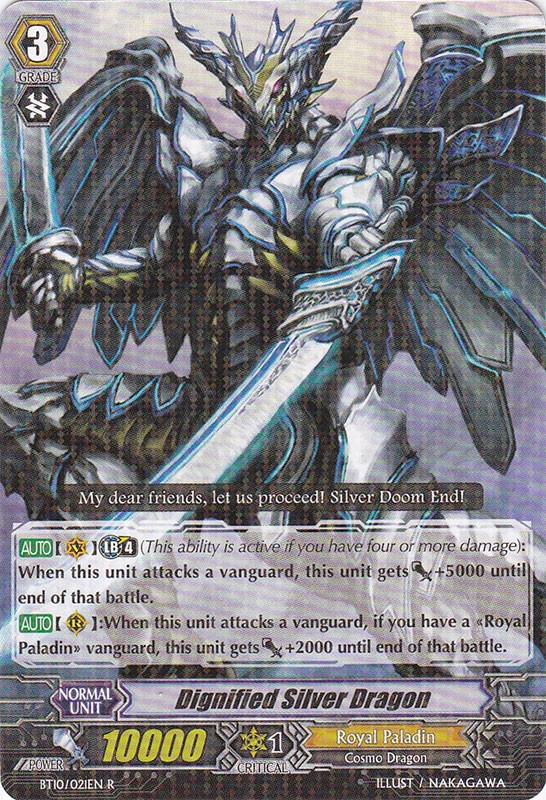 3
GRADE
My dear friends, let us proceed! Silver Doom End!
AUTO【V】LB4 (This ability is active if you have four or more damage):
When this unit attacks a vanguard, this unit gets +5000 until
end of that battle.
AUTO【R】:When this unit attacks a vanguard, if you have a «Royal
Paladin» vanguard, this unit gets +2000 until end of that battle.
NORMAL
UNIT
Dignified Silver Dragon
POWER
10000
1
CRITICAL
Royal Paladin
Cosmo Dragon
BT10/021EN R
ILLUST / NAKAGAWA